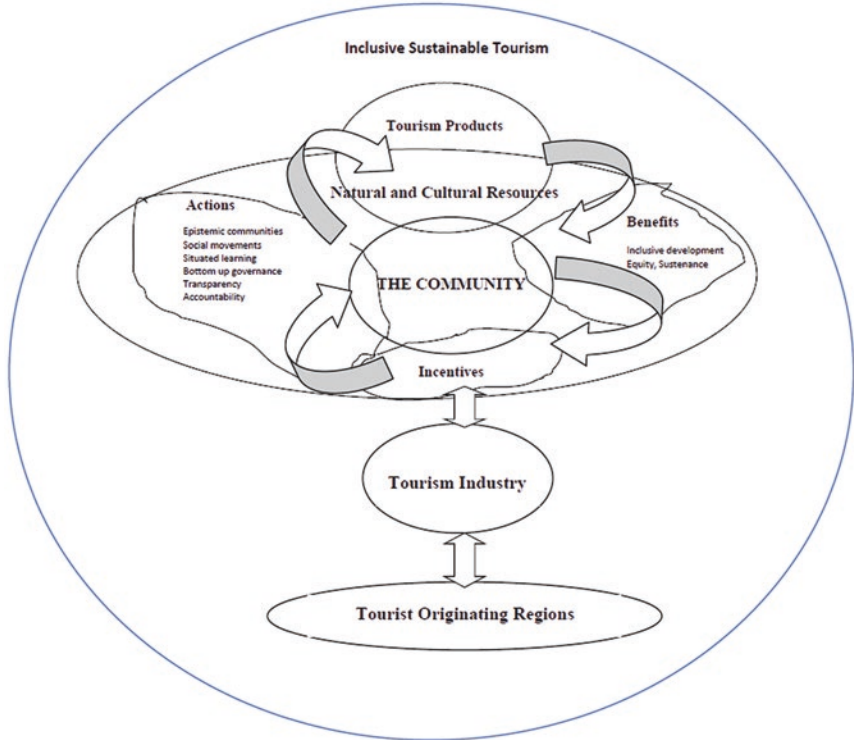 Inclusive Sustainable Tourism
Tourism Products
Natural and Cultural Resources
Actions
Epistemic communities
Social movements
Situated learning
Bottom up governance
Transparency
Accountability
Benefits
Inclusive development
Equity, Sustenance
THE COMMUNITY
Incentives
Tourism Industry
Tourist Originating Regions